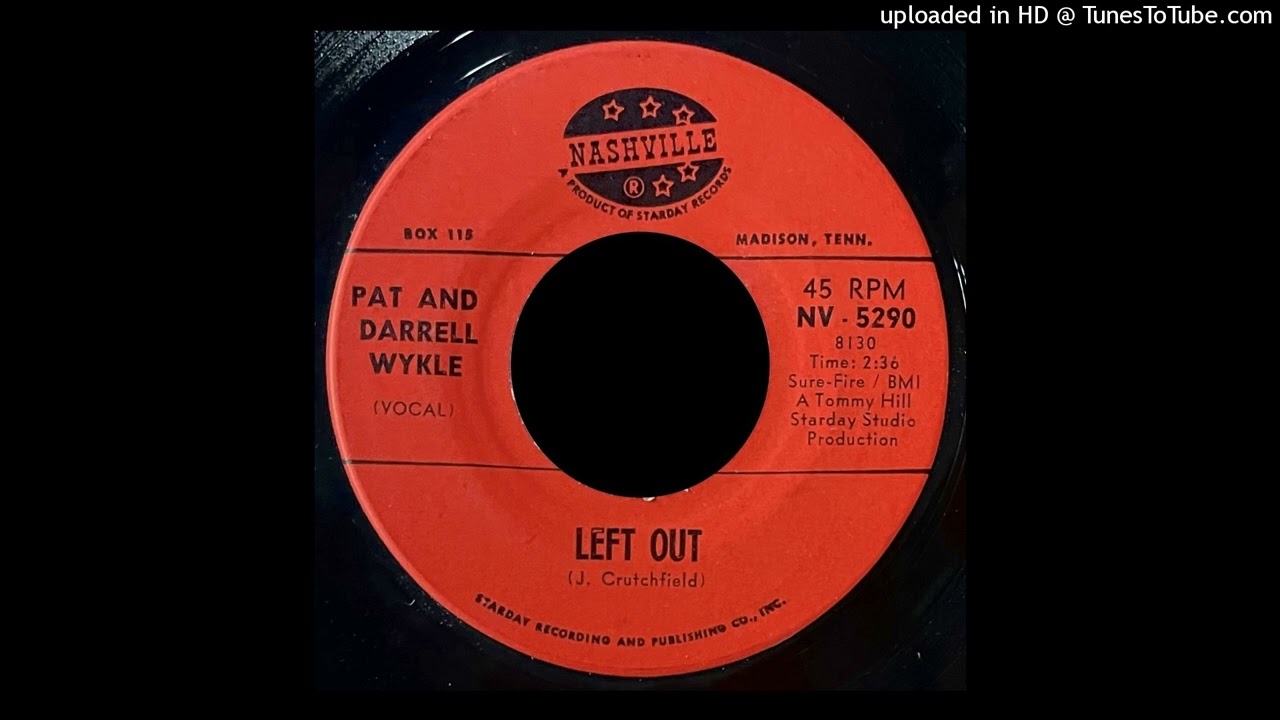 uploaded in HD @ TunesToTube.com
NASHVILLE
®
A PRODUCT OF STARDAY RECORDS
BOX 115
MADISON, TENN.
PAT AND
DARRELL
WYKLE
(VOCAL)
45 RPM
NV - 5290
8130
Time: 2:36
Sure-Fire / BMI
A Tommy Hill
Starday Studio
Production
LEFT OUT
(J. Crutchfield)
STARDAY RECORDING AND PUBLISHING CO., INC.